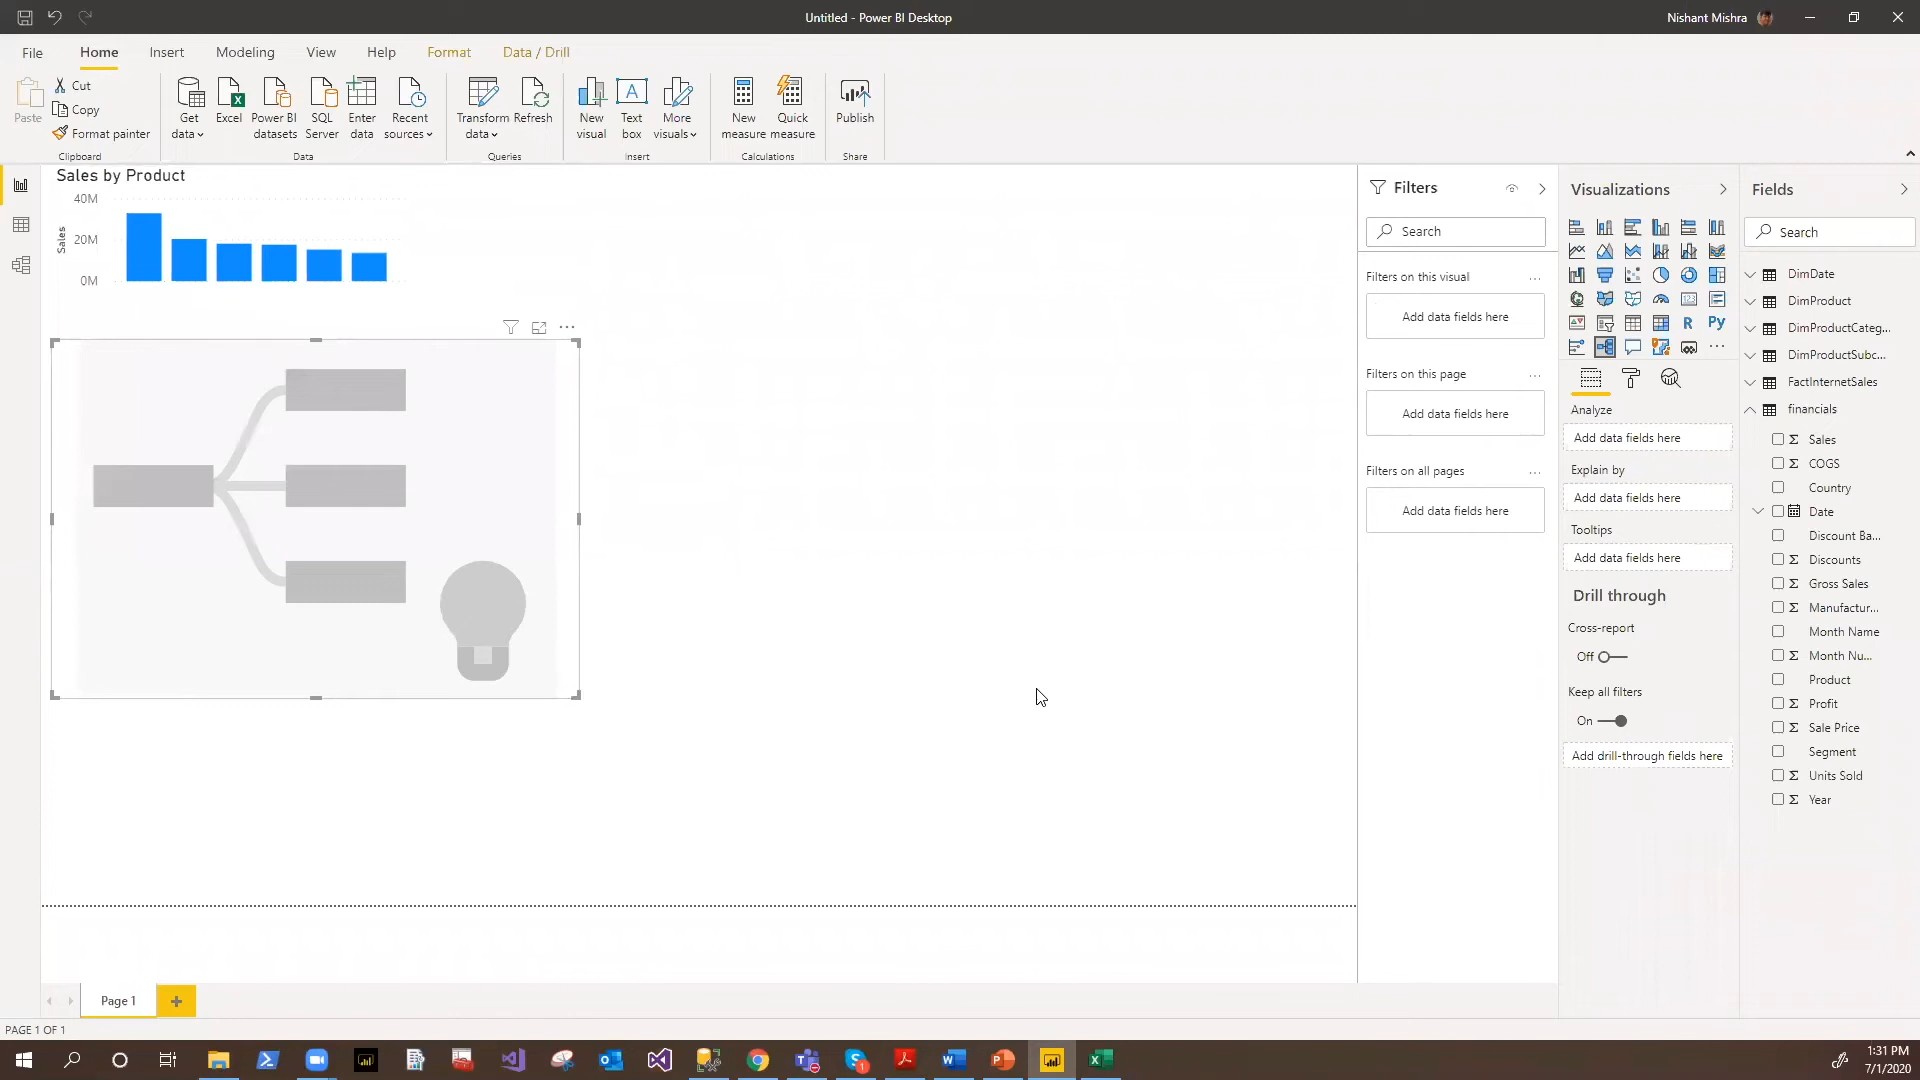 Untitled - Power BI Desktop
Nishant Mishra
File Home Insert Modeling View Help Format Data / Drill
Paste
Cut
Copy
Format painter
Get data
Excel
Power BI datasets
SQL Server
Enter data
Recent sources
Transform data
Refresh
New visual
Text box
More visuals
New measure
Quick measure
Publish
Clipboard
Data
Queries
Insert
Calculations
Share
Sales by Product
40M
20M
0M
Sales
Filters
Search
Filters on this visual
Add data fields here
Filters on this page
Add data fields here
Filters on all pages
Add data fields here
Visualizations
R
Py
123
Analyze
Add data fields here
Explain by
Add data fields here
Tooltips
Add data fields here
Drill through
Cross-report
Off
Keep all filters
On
Add drill-through fields here
Fields
Search
DimDate
DimProduct
DimProductCateg...
DimProductSubc...
FactInternetSales
financials
Σ Sales
Σ COGS
Country
Date
Discount Ba...
Σ Discounts
Σ Gross Sales
Σ Manufactur...
Month Name
Σ Month Nu...
Product
Σ Profit
Σ Sale Price
Segment
Σ Units Sold
Σ Year
Page 1
PAGE 1 OF 1
1:31 PM
7/1/2020